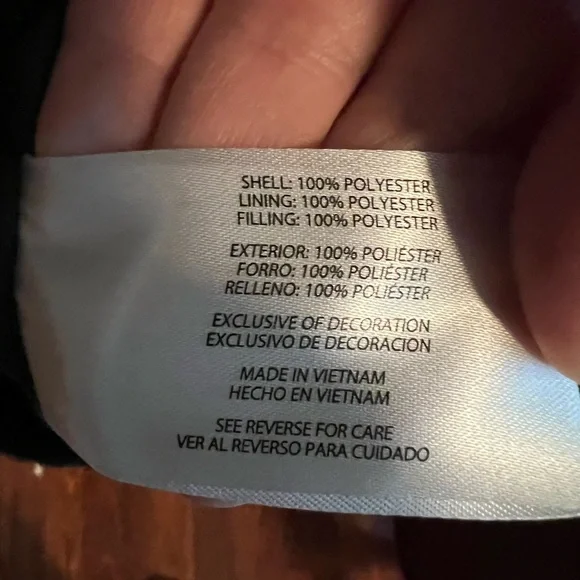 SHELL: 100% POLYESTER
LINING: 100% POLYESTER
FILLING: 100% POLYESTER
EXTERIOR: 100% POLIÉSTER
FORRO: 100% POLIÉSTER
RELLENO: 100% POLIÉSTER
EXCLUSIVE OF DECORATION
EXCLUSIVO DE DECORACION
MADE IN VIETNAM
HECHO EN VIETNAM
SEE REVERSE FOR CARE
VER AL REVERSO PARA CUIDADO